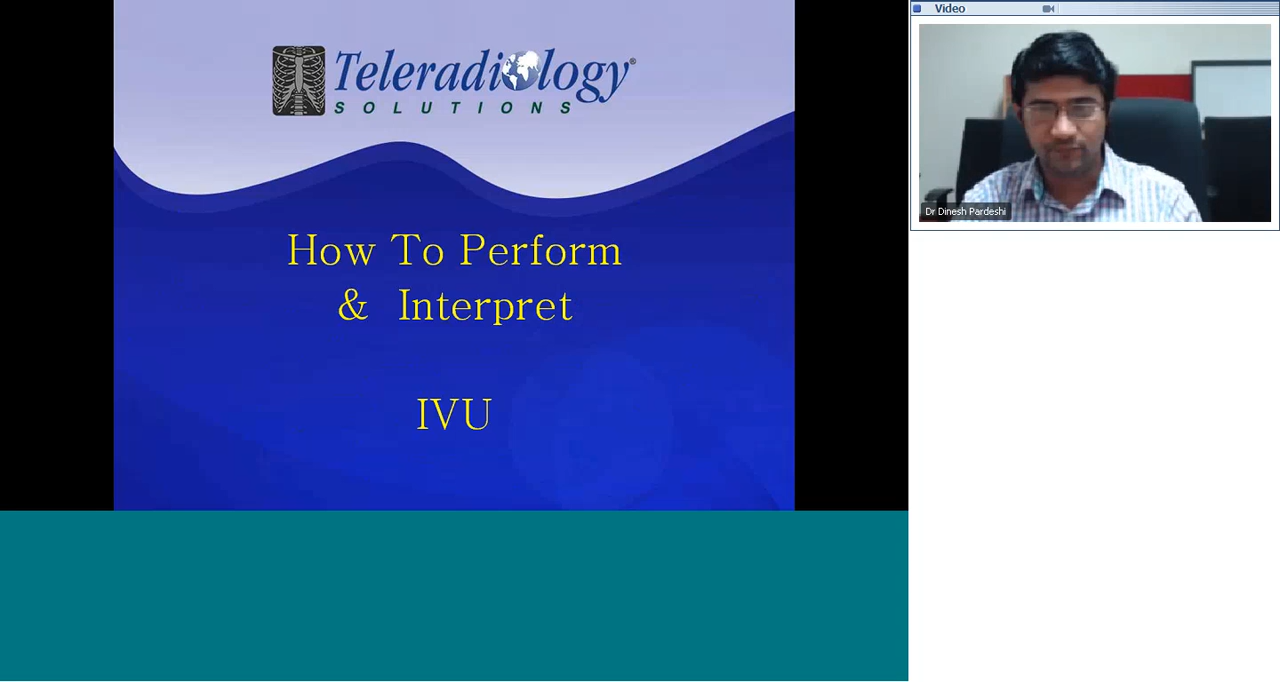 Teleradiology®
SOLUTIONS
How To Perform
& Interpret
IVU
Video
Dr Dinesh Pardeshi